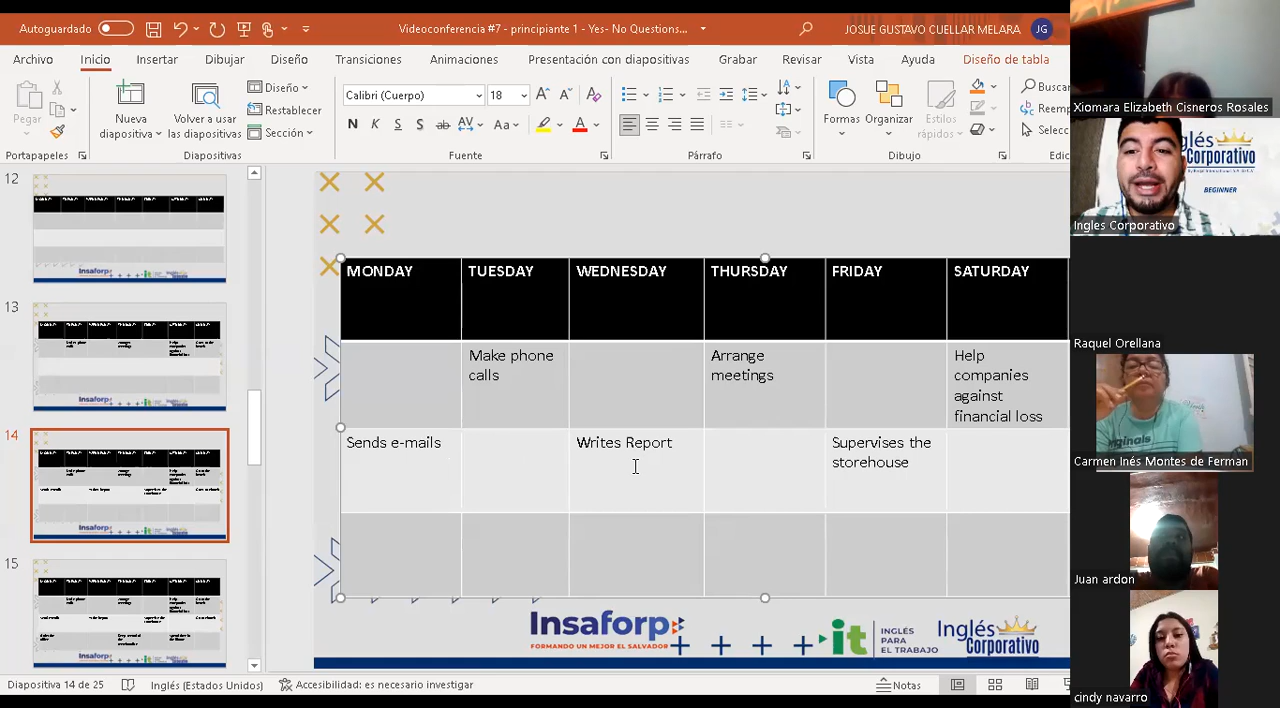 Autoguardado
Videoconferencia #7 - principiante 1 - Yes- No Questions...
JOSUE GUSTAVO CUELLAR MELARA JG
Archivo Inicio Insertar Dibujar Diseño Transiciones Animaciones Presentación con diapositivas Grabar Revisar Vista Ayuda Diseño de tabla
Pegar
Nueva
diapositiva
Volver a usar
las diapositivas
Diseño
Restablecer
Sección
Calibri (Cuerpo) 18
N K S S ab AV Aa A
Formas Organizar Estilos
rápidos
Buscar
Portapapeles Diapositivas Fuente Párrafo Dibujo
12
13
14
15
MONDAY TUESDAY WEDNESDAY THURSDAY FRIDAY SATURDAY
Make phone
calls
Arrange
meetings
Help
companies
against
financial loss
Sends e-mails
Writes Report
Supervises the
storehouse
Insaforp
FORMANDO UN MEJOR EL SALVADOR
it
INGLÉS
PARA
EL TRABAJO
Inglés
Corporativo
Diapositiva 14 de 25 Inglés (Estados Unidos) Accesibilidad: es necesario investigar Notas
Xiomara Elizabeth Cisneros Rosales
BEGINNER
Ingles Corporativo
Raquel Orellana
Carmen Inés Montes de Ferman
Juan ardon
cindy navarro